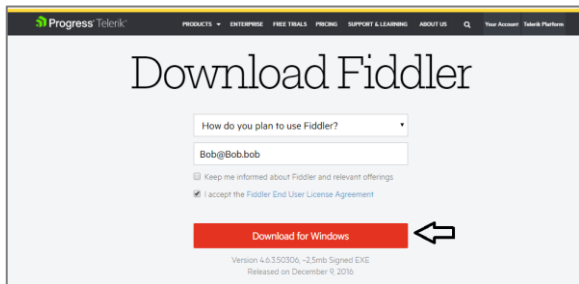 Progress Telerik PRODUCTS ENTERPRISE FREE TRIALS PRICING SUPPORT & LEARNING ABOUT US Your Account Telerik Platform
Download Fiddler
How do you plan to use Fiddler?
Bob@Bob.bob
Keep me informed about Fiddler and relevant offerings
I accept the Fiddler End User License Agreement
Download for Windows
Version 4.6.3.50306, ~2,5mb Signed EXE
Released on December 9, 2016